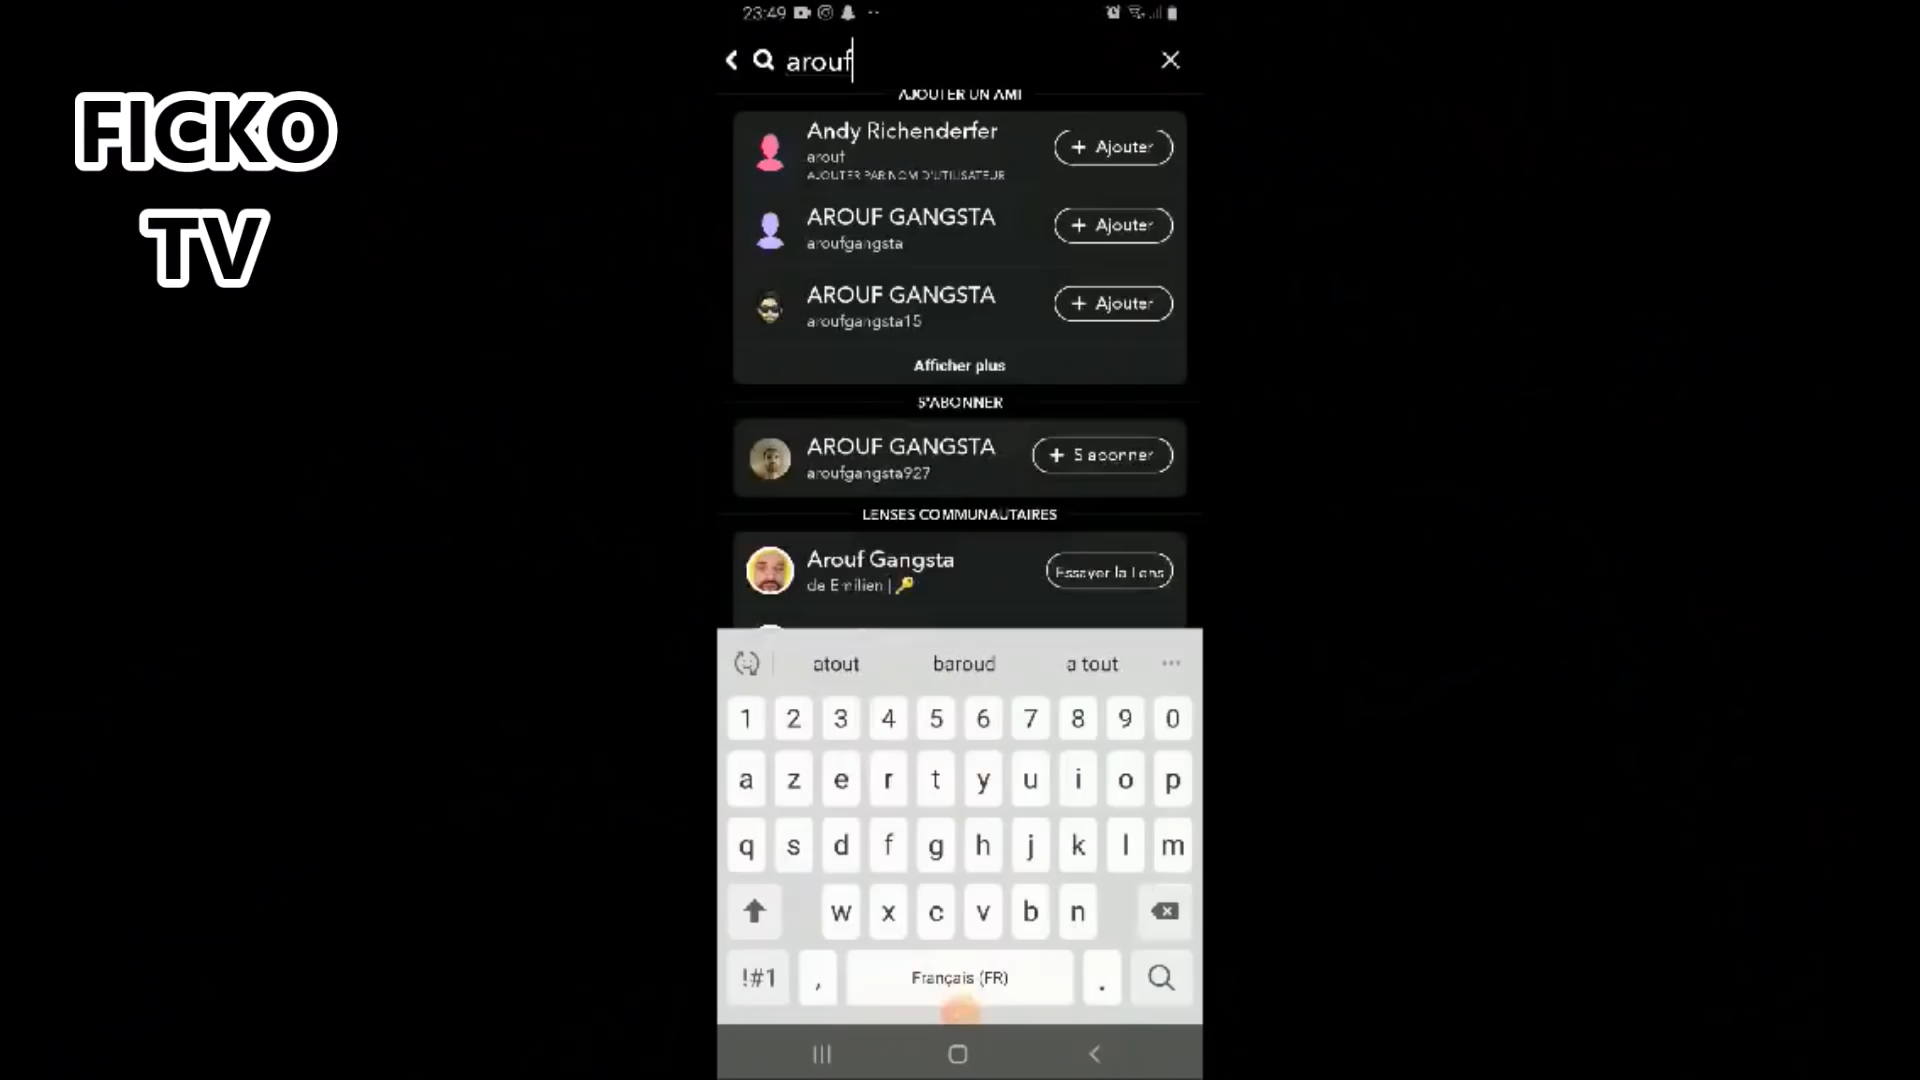 FICKO
TV
23:49
arouf
AJOUTER UN AMI
Andy Richenderfer
arouf
AJOUTER PAR NOM D'UTILISATEUR
+ Ajouter
AROUF GANGSTA
aroufgangsta
+ Ajouter
AROUF GANGSTA
aroufgangsta15
+ Ajouter
Afficher plus
S'ABONNER
AROUF GANGSTA
aroufgangsta927
+ S'abonner
LENSES COMMUNAUTAIRES
Arouf Gangsta
de Emilien | 🔑
Essayer la Lens
atout baroud a tout ...
1 2 3 4 5 6 7 8 9 0
a z e r t y u i o p
q s d f g h j k l m
w x c v b n
!#1 , Français (FR) .